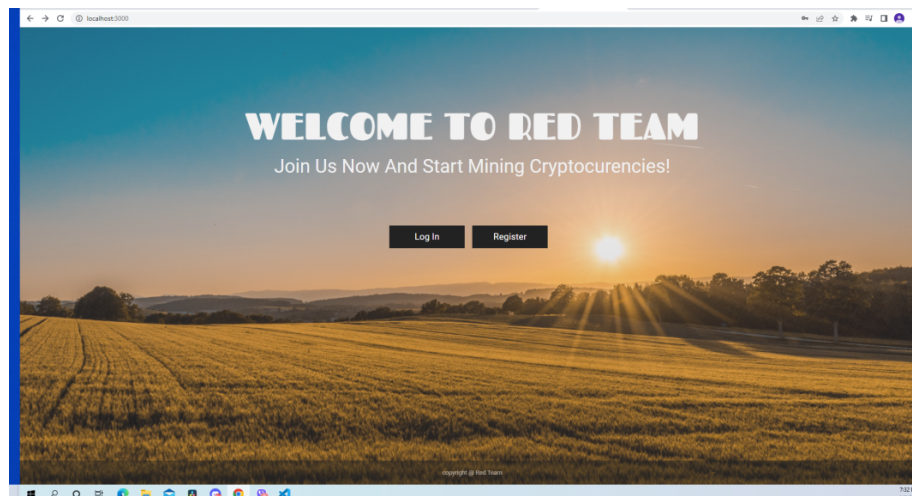 localhost:3000
WELCOME TO RED TEAM
Join Us Now And Start Mining Cryptocurencies!
Log In
Register
copyright @ Red Team